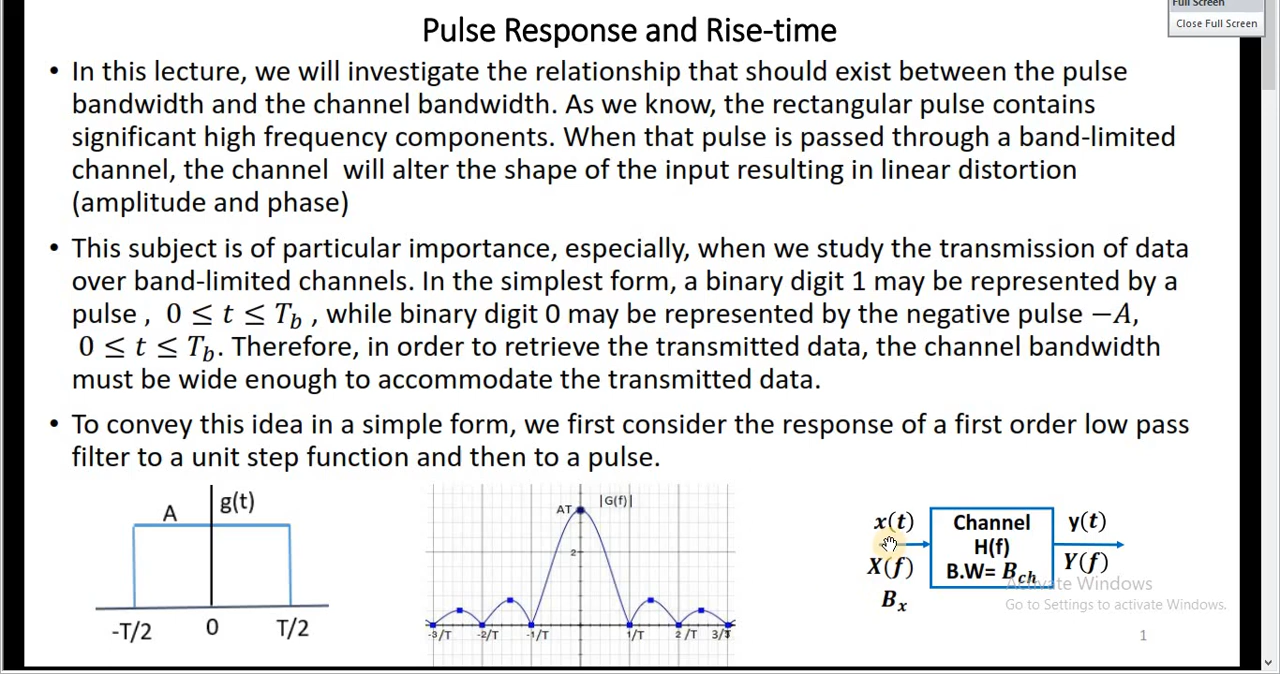 Full Screen
Close Full Screen
Pulse Response and Rise-time
• In this lecture, we will investigate the relationship that should exist between the pulse
bandwidth and the channel bandwidth. As we know, the rectangular pulse contains
significant high frequency components. When that pulse is passed through a band-limited
channel, the channel will alter the shape of the input resulting in linear distortion
(amplitude and phase)
• This subject is of particular importance, especially, when we study the transmission of data
over band-limited channels. In the simplest form, a binary digit 1 may be represented by a
pulse , 0 ≤ t ≤ T_b , while binary digit 0 may be represented by the negative pulse −A,
0 ≤ t ≤ T_b. Therefore, in order to retrieve the transmitted data, the channel bandwidth
must be wide enough to accommodate the transmitted data.
• To convey this idea in a simple form, we first consider the response of a first order low pass
filter to a unit step function and then to a pulse.
A g(t)
-T/2 0 T/2
AT |G(f)|
2
-3/T -2/T -1/T 1/T 2/T 3/T
x(t) Channel y(t)
H(f)
X(f) B.W= B_ch Y(f)
B_x
Activate Windows
Go to Settings to activate Windows.
1